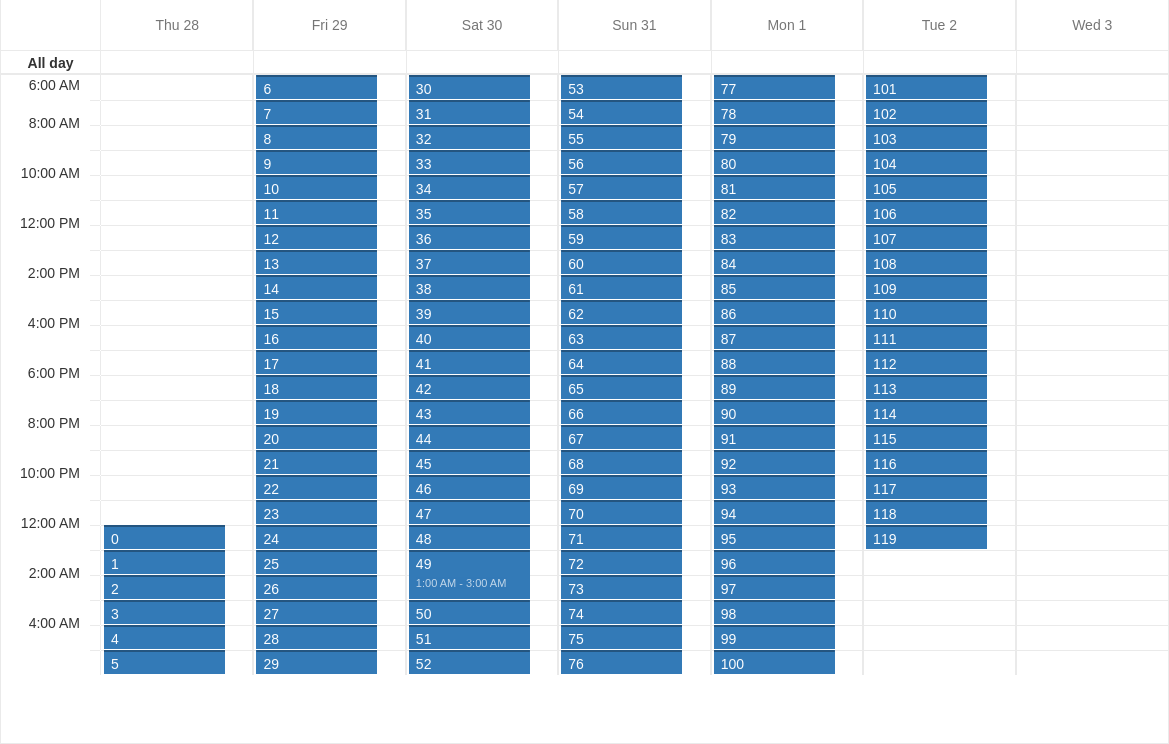 Thu 28 Fri 29 Sat 30 Sun 31 Mon 1 Tue 2 Wed 3
All day
6:00 AM 6 30 53 77 101
7 31 54 78 102
8:00 AM 8 32 55 79 103
9 33 56 80 104
10:00 AM 10 34 57 81 105
11 35 58 82 106
12:00 PM 12 36 59 83 107
13 37 60 84 108
2:00 PM 14 38 61 85 109
15 39 62 86 110
4:00 PM 16 40 63 87 111
17 41 64 88 112
6:00 PM 18 42 65 89 113
19 43 66 90 114
8:00 PM 20 44 67 91 115
21 45 68 92 116
10:00 PM 22 46 69 93 117
23 47 70 94 118
12:00 AM 0 24 48 71 95 119
1 25 49 72 96
2:00 AM 2 26 1:00 AM - 3:00 AM 73 97
3 27 50 74 98
4:00 AM 4 28 51 75 99
5 29 52 76 100